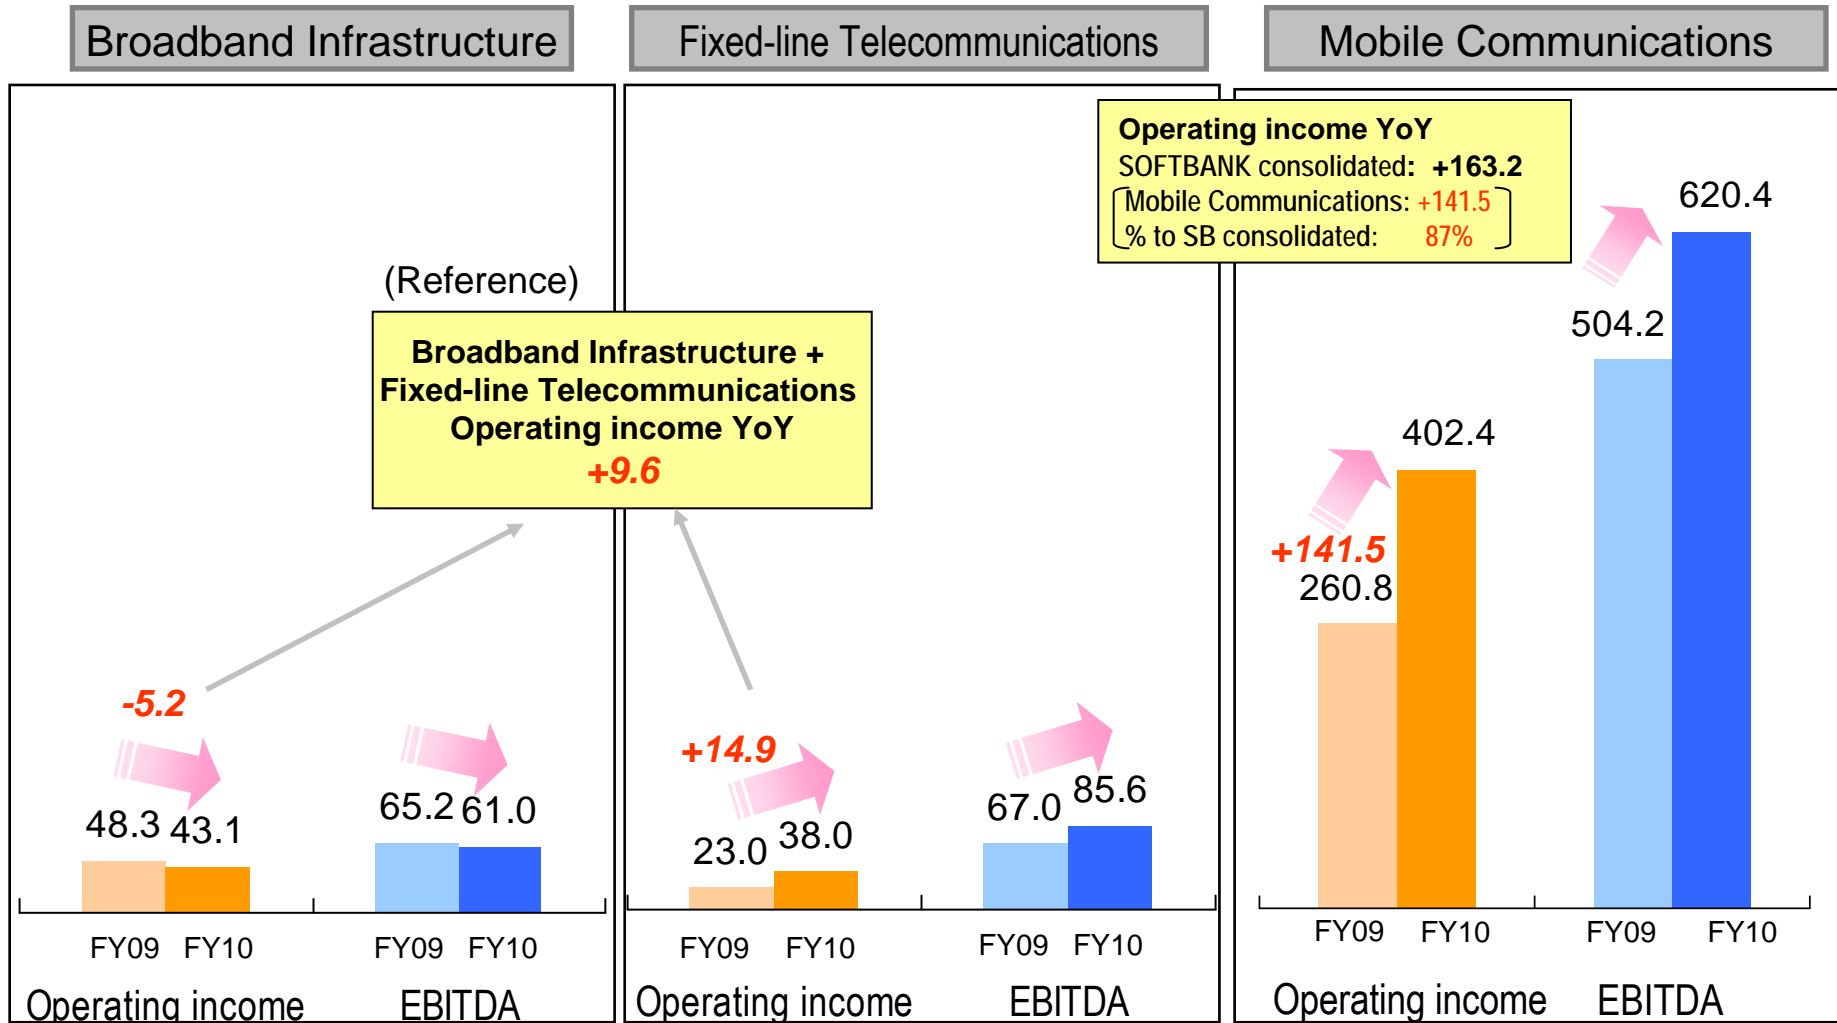 Broadband Infrastructure
Fixed-line Telecommunications
Mobile Communications
Operating income YoY
SOFTBANK consolidated: +163.2
Mobile Communications: +141.5
% to SB consolidated: 87%
(Reference)
Broadband Infrastructure +
Fixed-line Telecommunications
Operating income YoY
+9.6
-5.2
48.3 43.1
65.2 61.0
FY09 FY10
FY09 FY10
Operating income
EBITDA
+14.9
23.0 38.0
67.0 85.6
FY09 FY10
FY09 FY10
Operating income
EBITDA
620.4
504.2
402.4
+141.5
260.8
FY09 FY10
FY09 FY10
Operating income
EBITDA